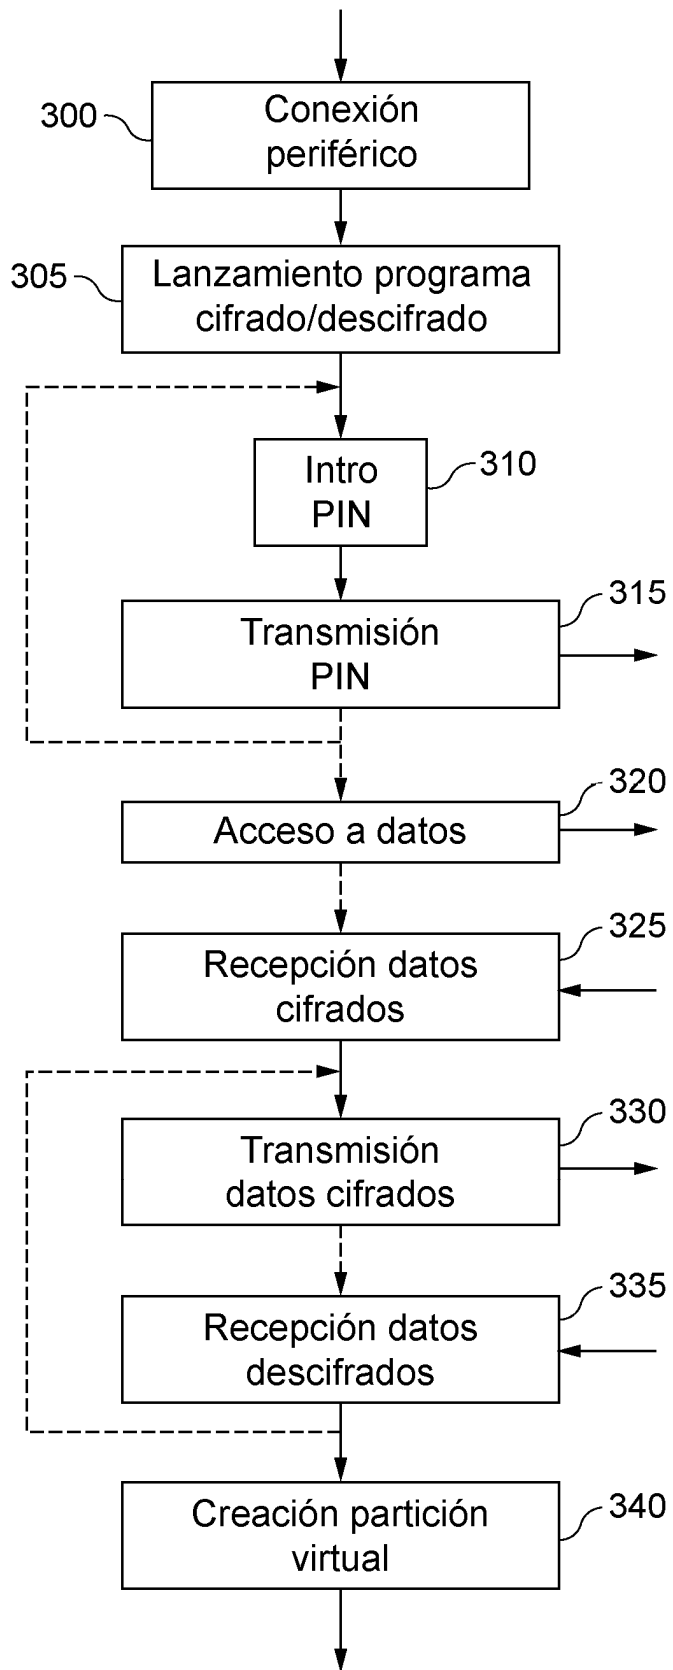 300
Conexión
periférico
305
Lanzamiento programa
cifrado/descifrado
Intro
PIN
310
Transmisión
PIN
315
Acceso a datos
320
Recepción datos
cifrados
325
Transmisión
datos cifrados
330
Recepción datos
descifrados
335
Creación partición
virtual
340